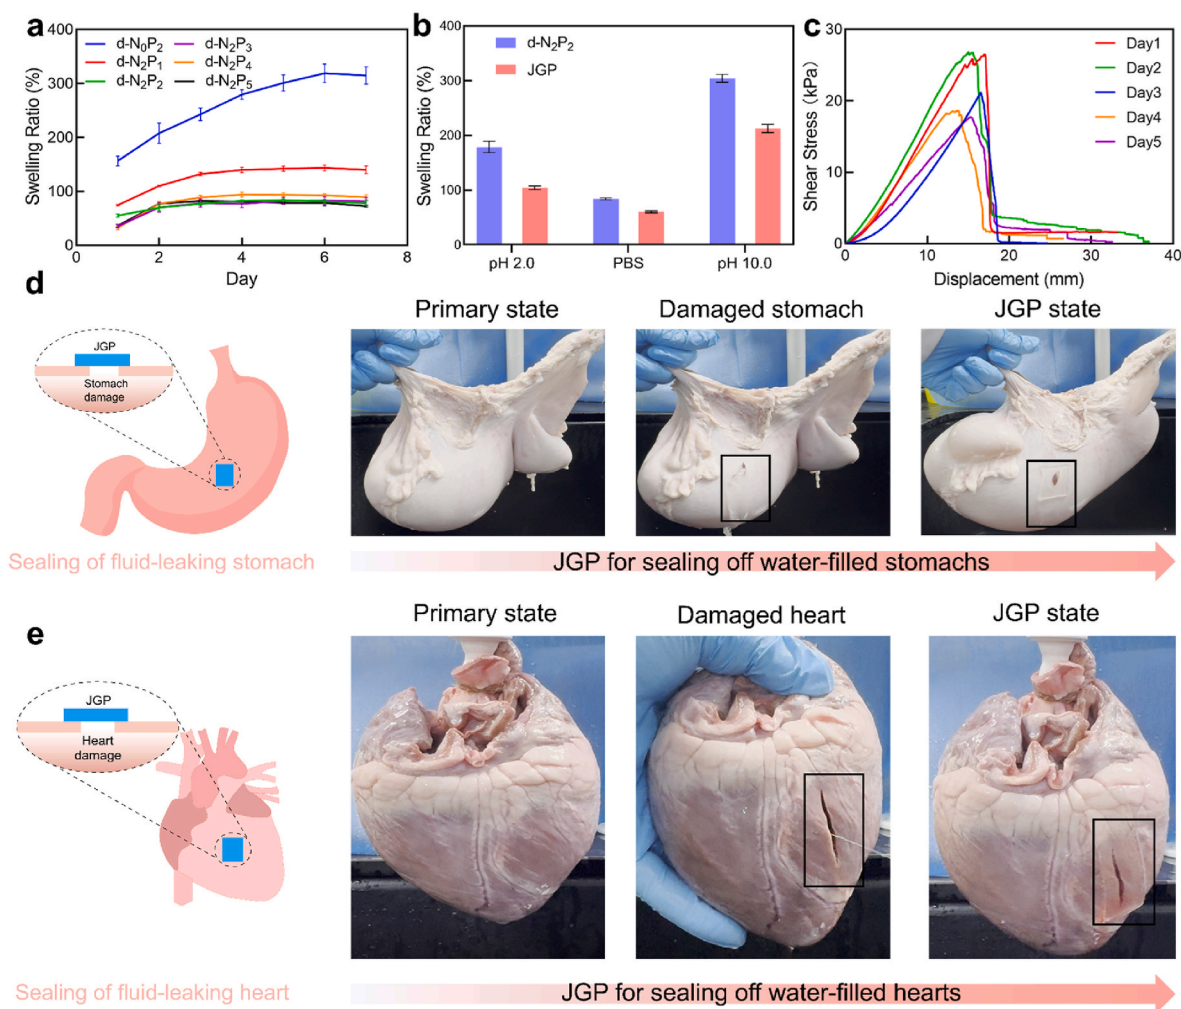 a
400
300
200
100
0
0
2
4
6
8
Swelling Ratio (%)
Day
d-N₀P₂
d-N₂P₁
d-N₂P₂
d-N₂P₃
d-N₂P₄
d-N₂P₅
b
400
300
200
100
0
Swelling Ratio (%)
d-N₂P₂
JGP
pH 2.0
PBS
pH 10.0
c
30
20
10
0
0
10
20
30
40
Shear Stress (kPa)
Displacement (mm)
Day1
Day2
Day3
Day4
Day5
d
JGP
Stomach
damage
Sealing of fluid-leaking stomach
Primary state
Damaged stomach
JGP state
JGP for sealing off water-filled stomachs
e
JGP
Heart
damage
Sealing of fluid-leaking heart
Primary state
Damaged heart
JGP state
JGP for sealing off water-filled hearts